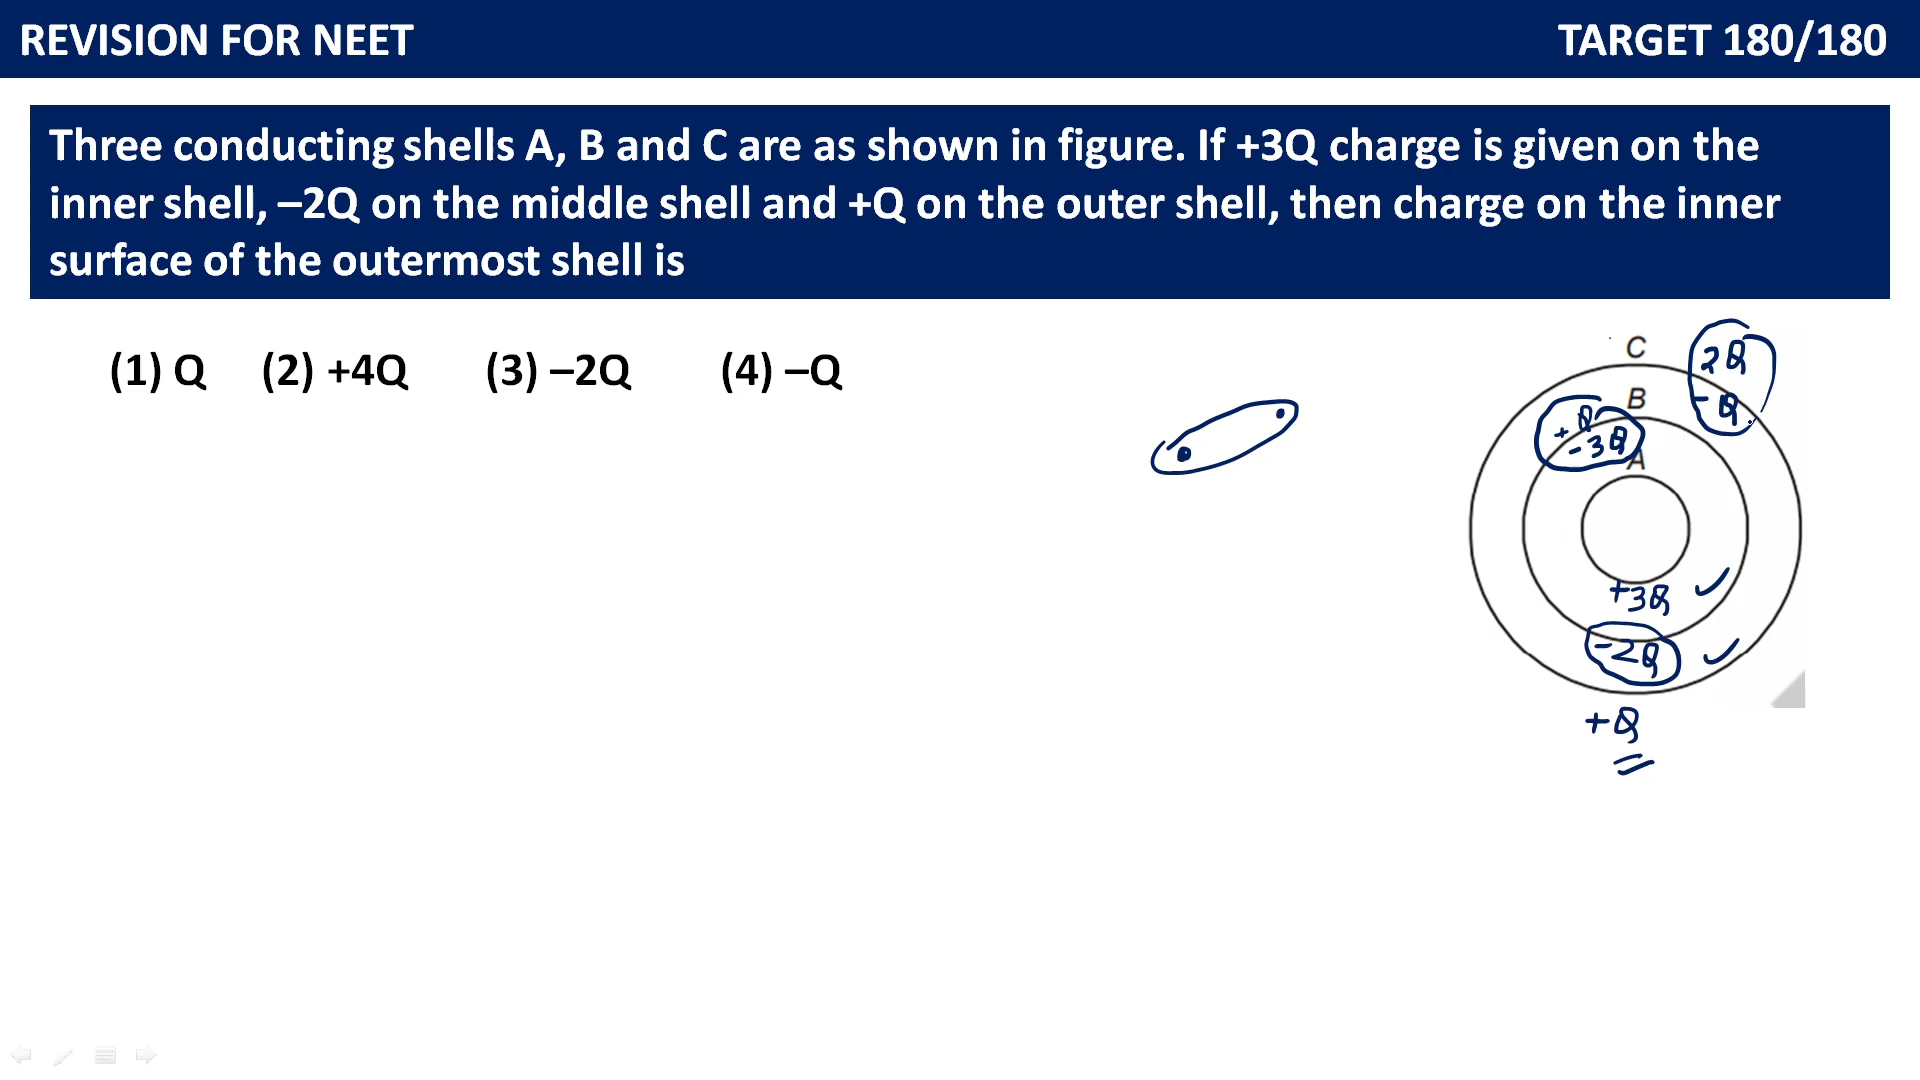 REVISION FOR NEET
TARGET 180/180
Three conducting shells A, B and C are as shown in figure. If +3Q charge is given on the
inner shell, –2Q on the middle shell and +Q on the outer shell, then charge on the inner
surface of the outermost shell is
(1) Q (2) +4Q (3) –2Q (4) –Q
C
2Q
B
-Q
+Q
-3Q
A
+3Q
-2Q
+Q